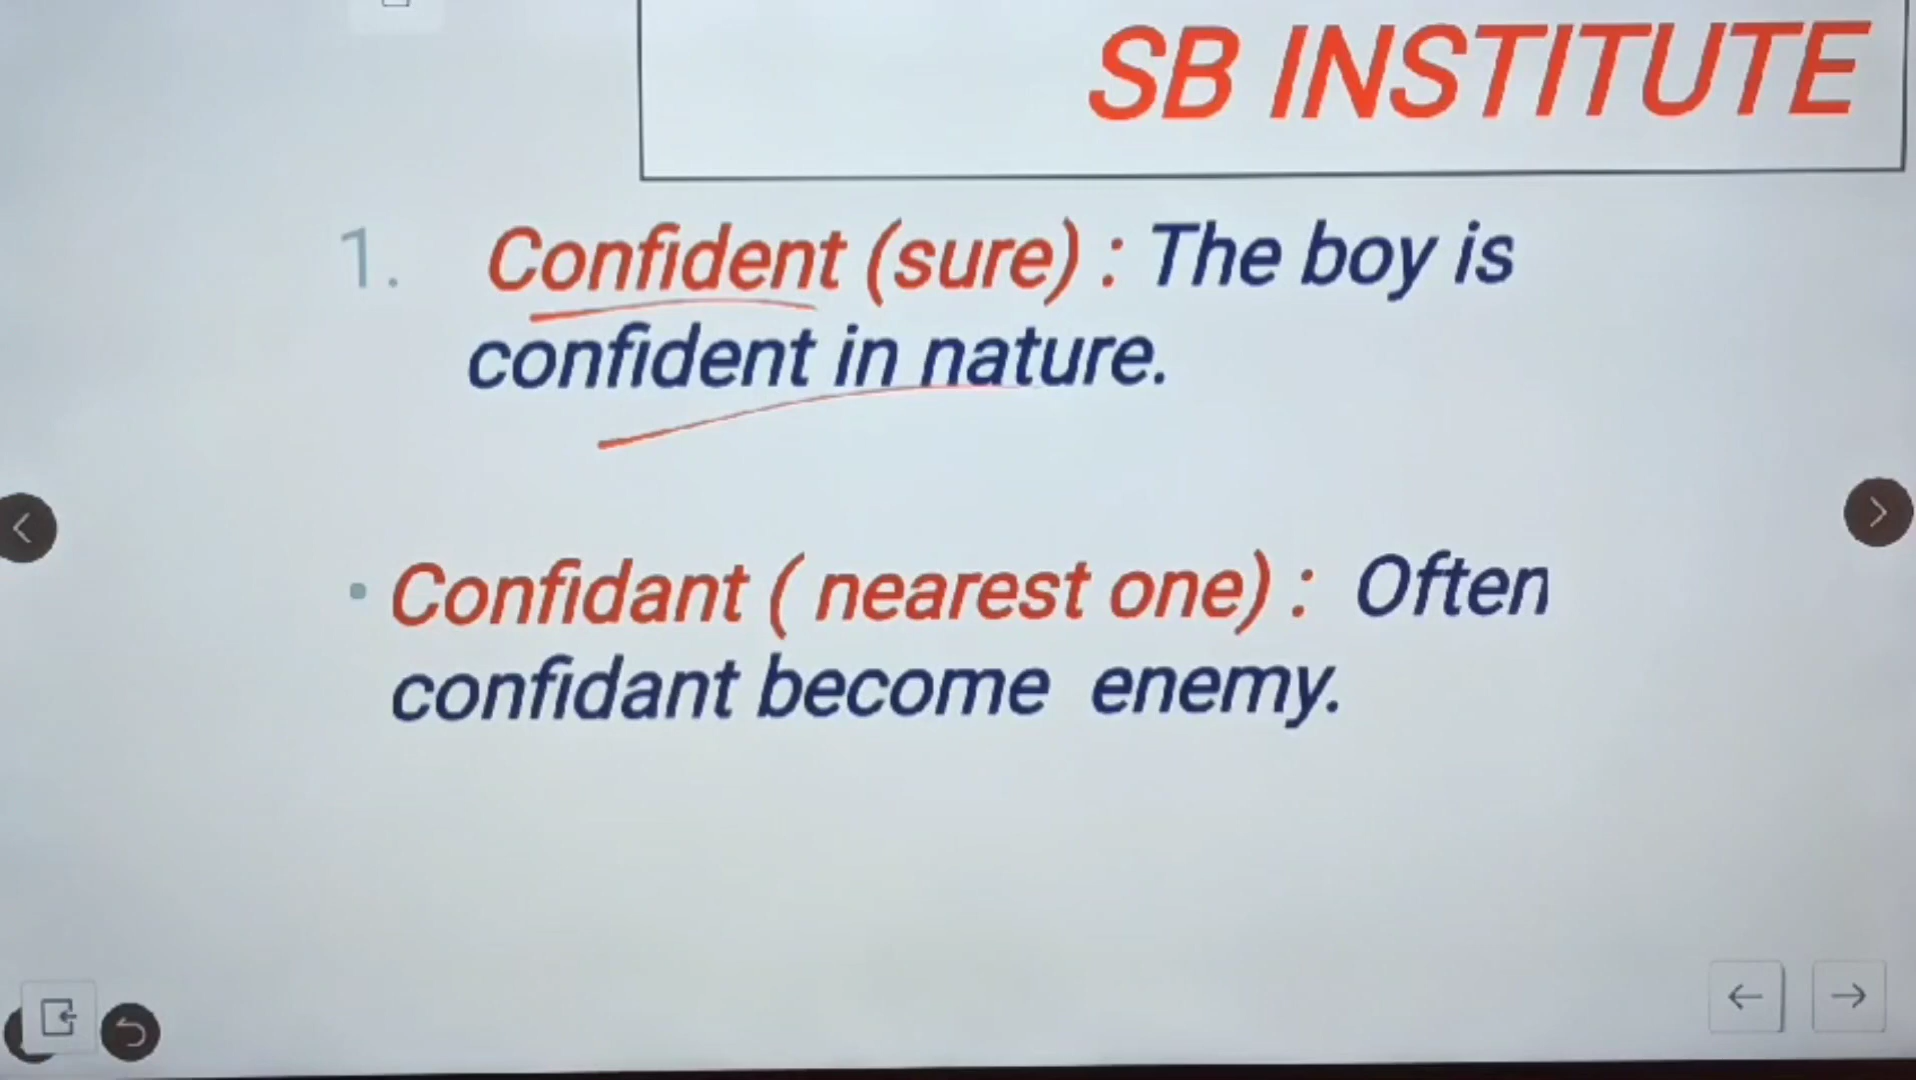 SB INSTITUTE
1. Confident (sure) : The boy is
confident in nature.
• Confidant ( nearest one) : Often
confidant become enemy.